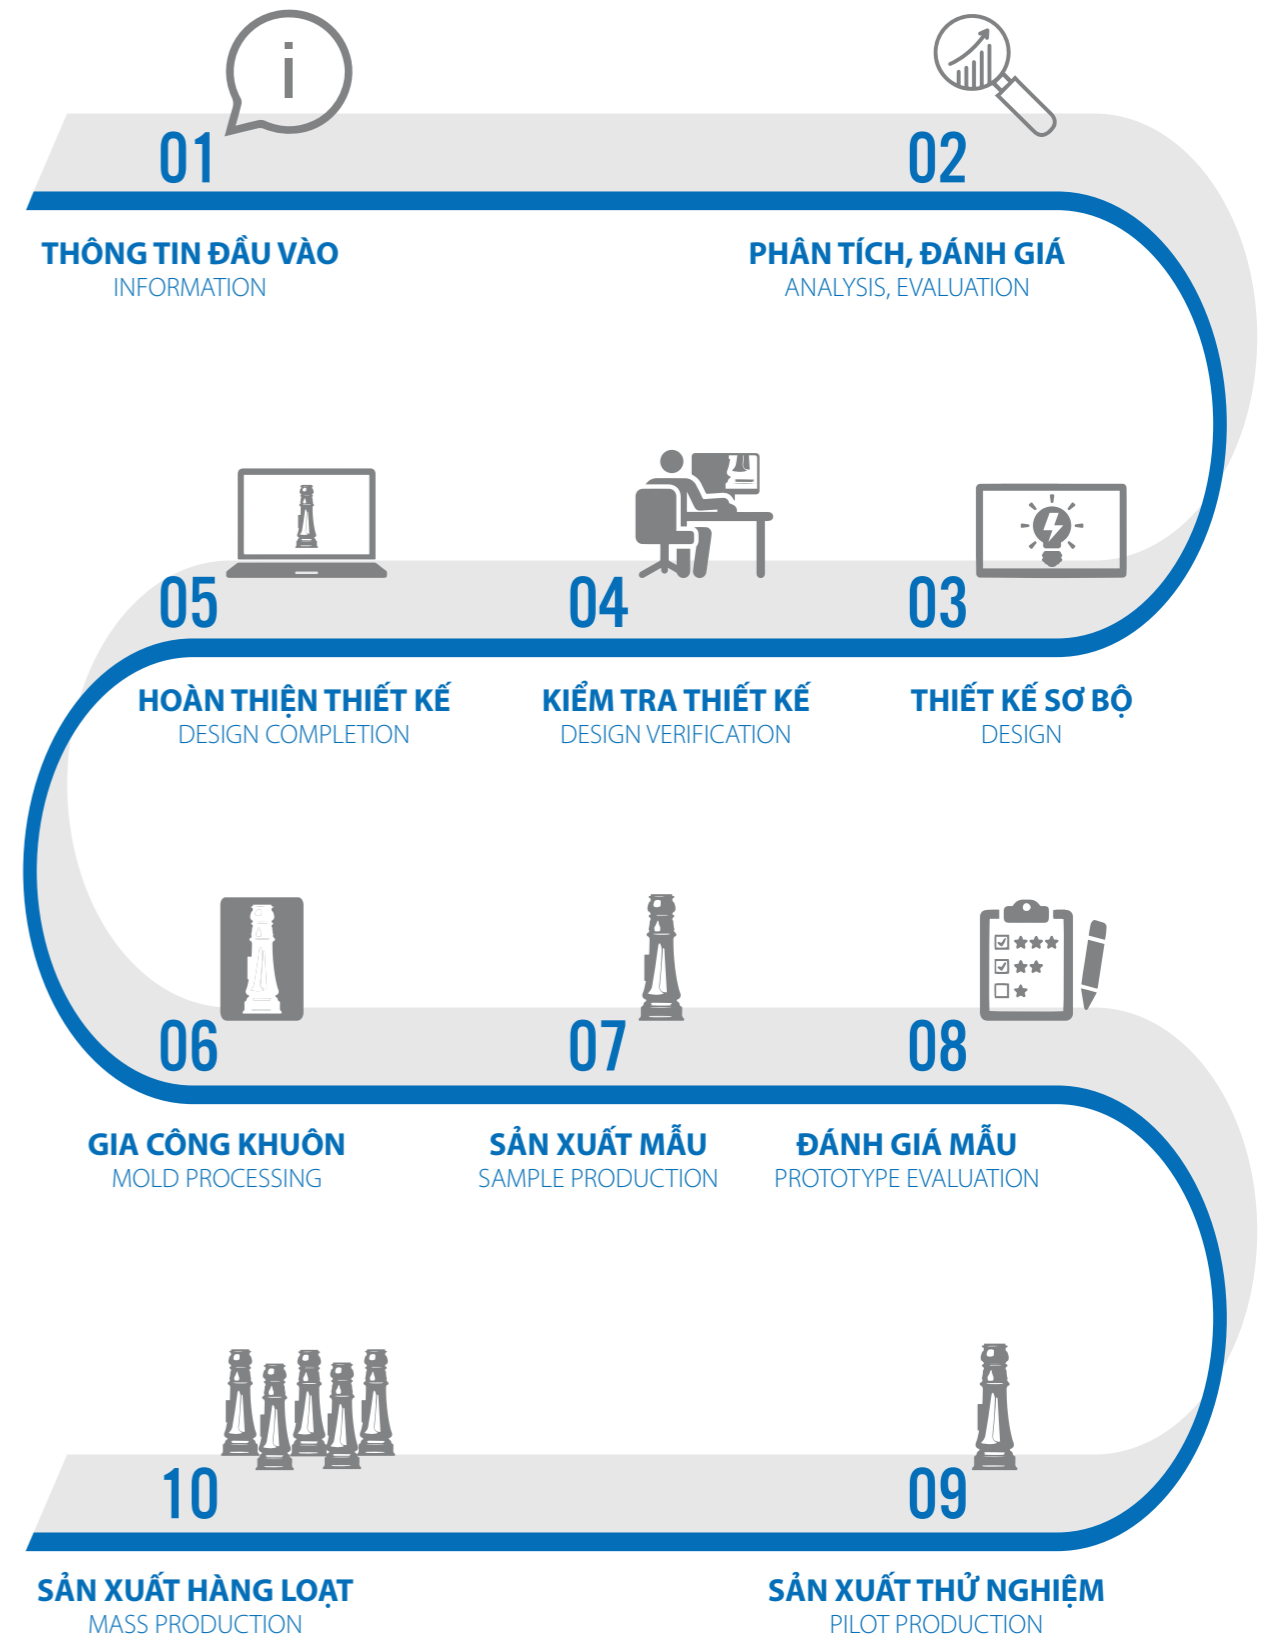 i
01
THÔNG TIN ĐẦU VÀO
INFORMATION
02
PHÂN TÍCH, ĐÁNH GIÁ
ANALYSIS, EVALUATION
03
THIẾT KẾ SƠ BỘ
DESIGN
04
KIỂM TRA THIẾT KẾ
DESIGN VERIFICATION
05
HOÀN THIỆN THIẾT KẾ
DESIGN COMPLETION
06
GIA CÔNG KHUÔN
MOLD PROCESSING
07
SẢN XUẤT MẪU
SAMPLE PRODUCTION
08
ĐÁNH GIÁ MẪU
PROTOTYPE EVALUATION
09
SẢN XUẤT THỬ NGHIỆM
PILOT PRODUCTION
10
SẢN XUẤT HÀNG LOẠT
MASS PRODUCTION